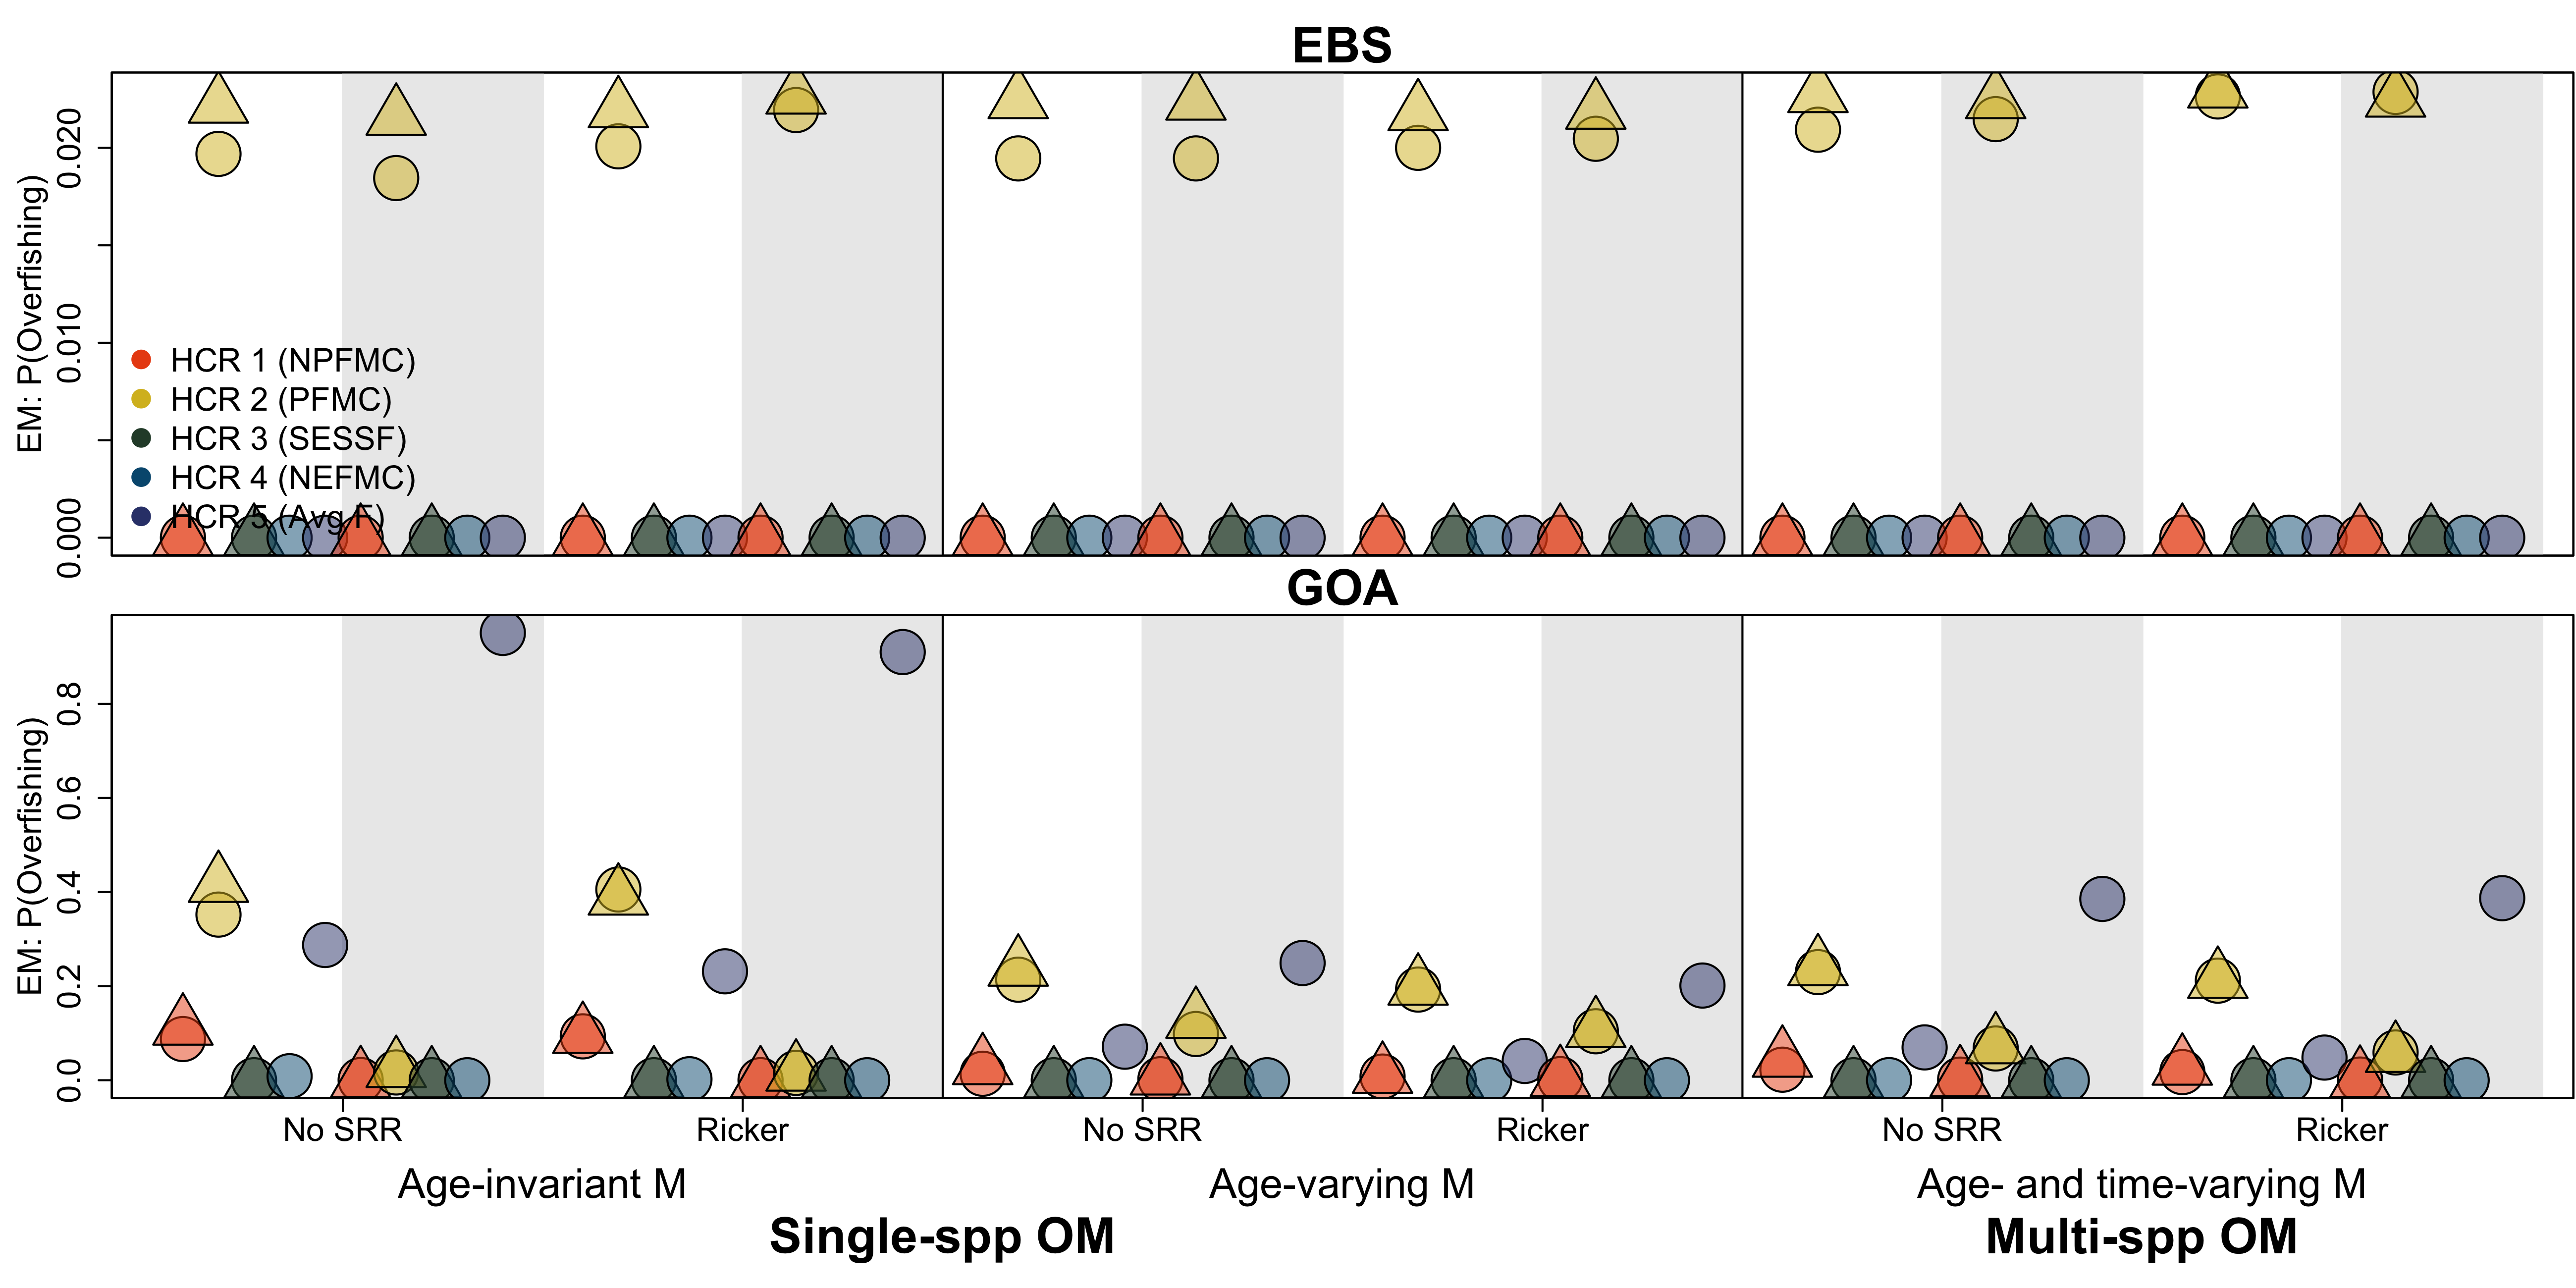 EBS
EM: P(Overfishing)
0.020
0.010
0.000
HCR 1 (NPFMC)
HCR 2 (PFMC)
HCR 3 (SESSF)
HCR 4 (NEFMC)
HCR 5 (Avg F)
GOA
EM: P(Overfishing)
0.8
0.6
0.4
0.2
0.0
No SRR Ricker No SRR Ricker No SRR Ricker
Age-invariant M Age-varying M Age- and time-varying M
Single-spp OM Multi-spp OM